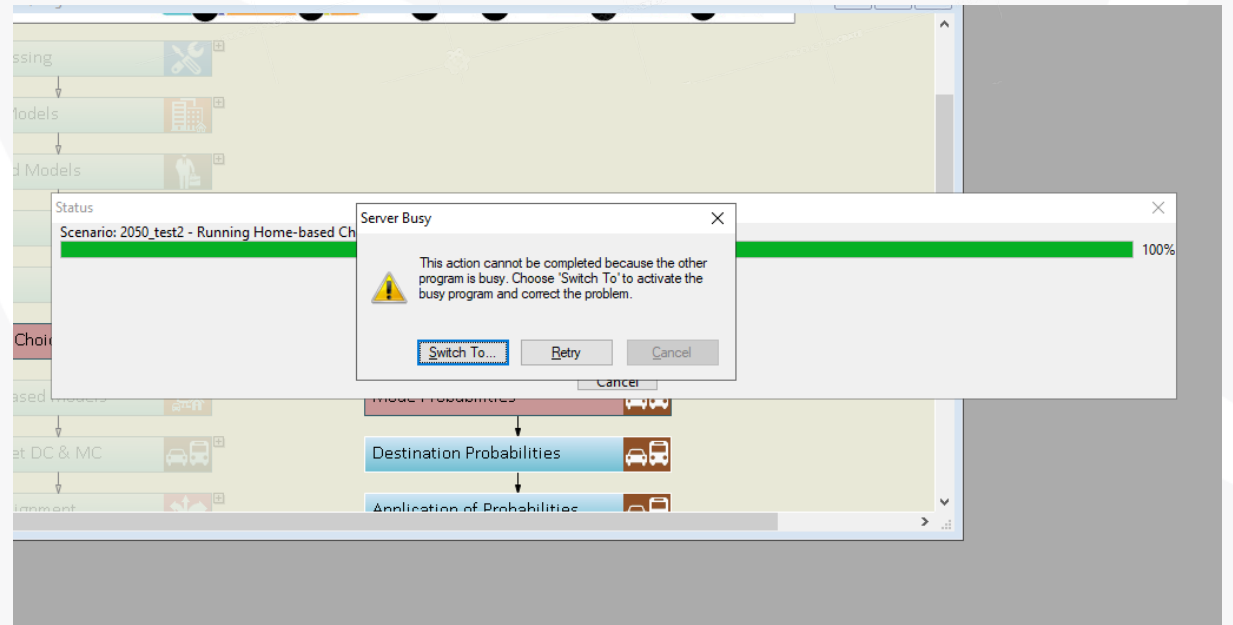 ssing
Models
d Models
Status
Scenario: 2050_test2 - Running Home-based Ch
100%
Server Busy
This action cannot be completed because the other
program is busy. Choose 'Switch To' to activate the
busy program and correct the problem.
Switch To...
Retry
Cancel
Cancel
Choic
ased Models
Mode Probabilities
et DC & MC
Destination Probabilities
ignment
Application of Probabilities